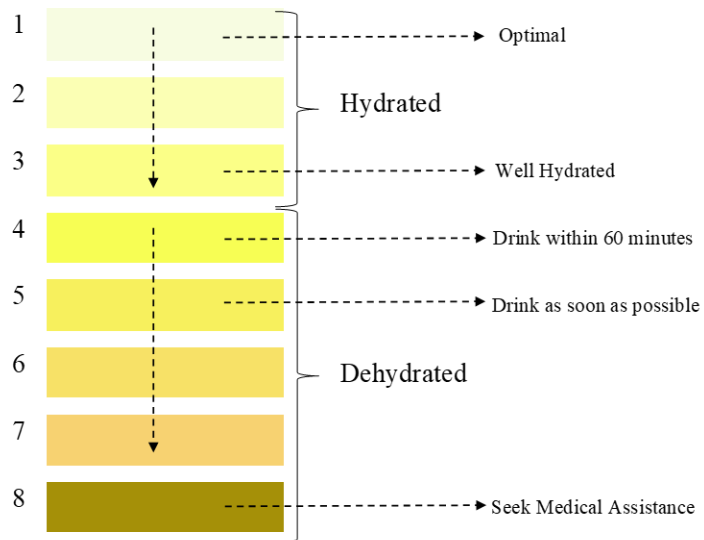 1
Optimal
2
Hydrated
3
Well Hydrated
4
Drink within 60 minutes
5
Drink as soon as possible
6
Dehydrated
7
8
Seek Medical Assistance